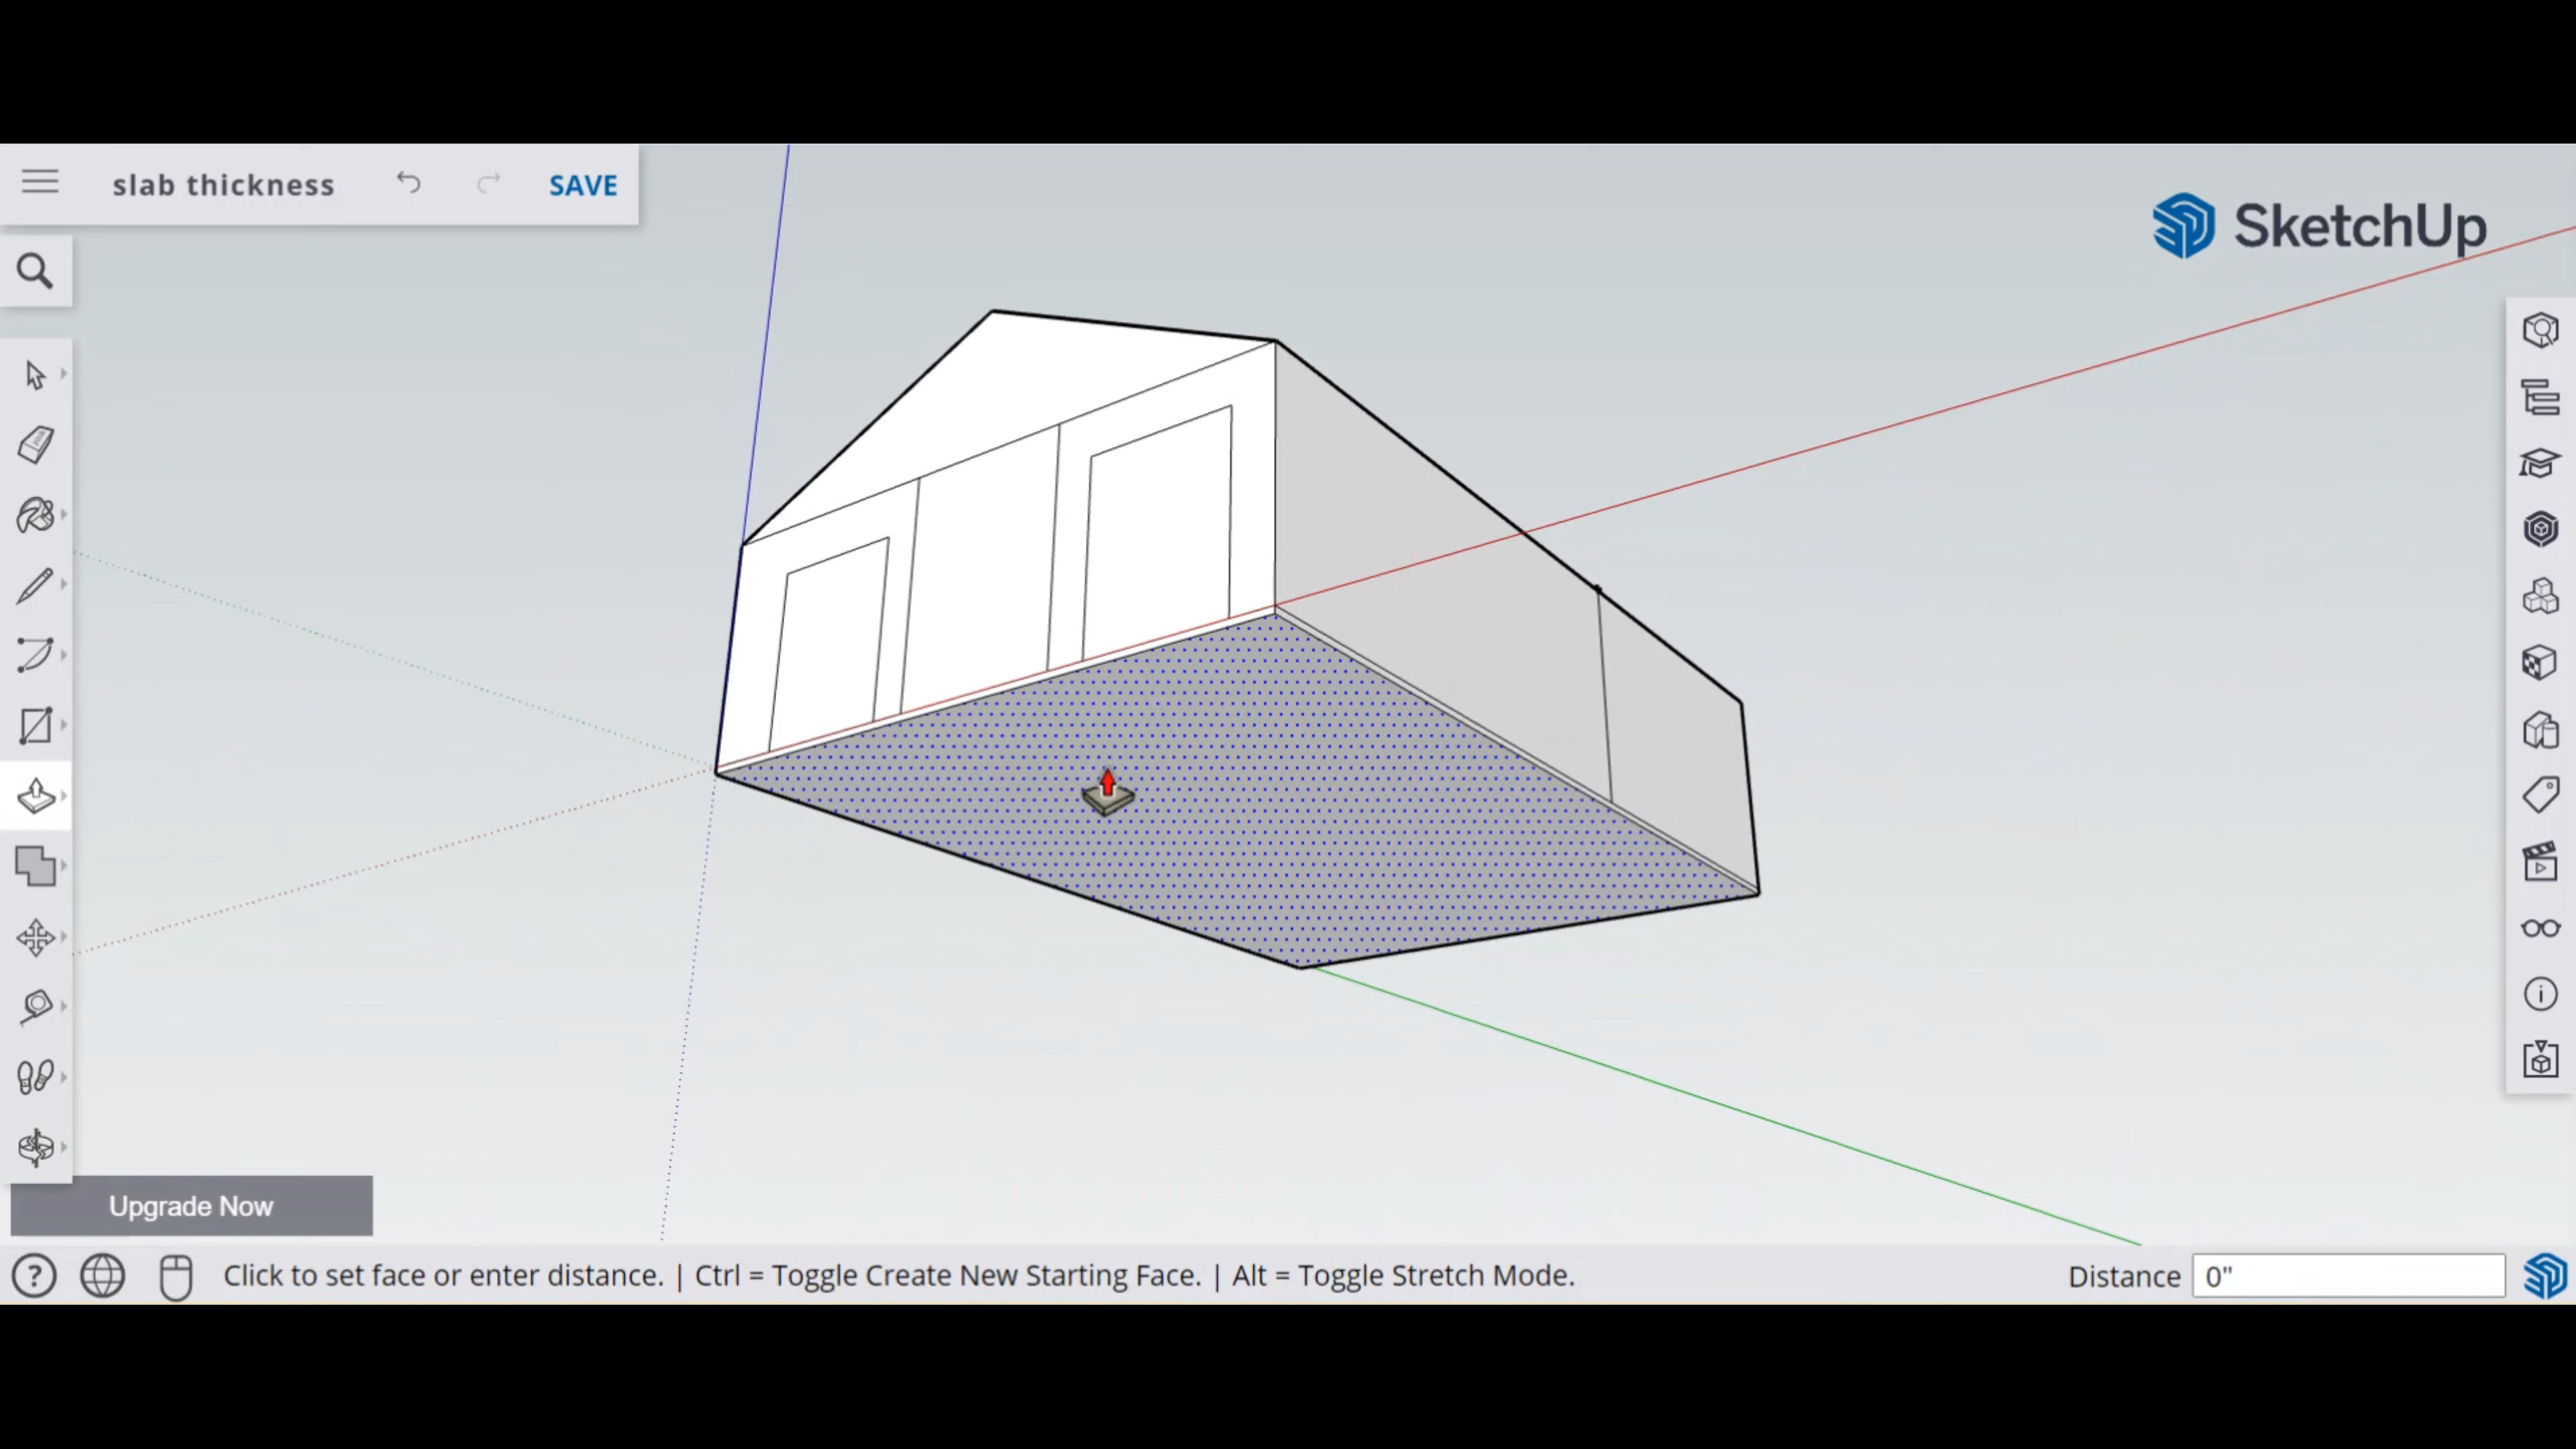 slab thickness
SAVE
SketchUp
Upgrade Now
Click to set face or enter distance. | Ctrl = Toggle Create New Starting Face. | Alt = Toggle Stretch Mode.
Distance 0"